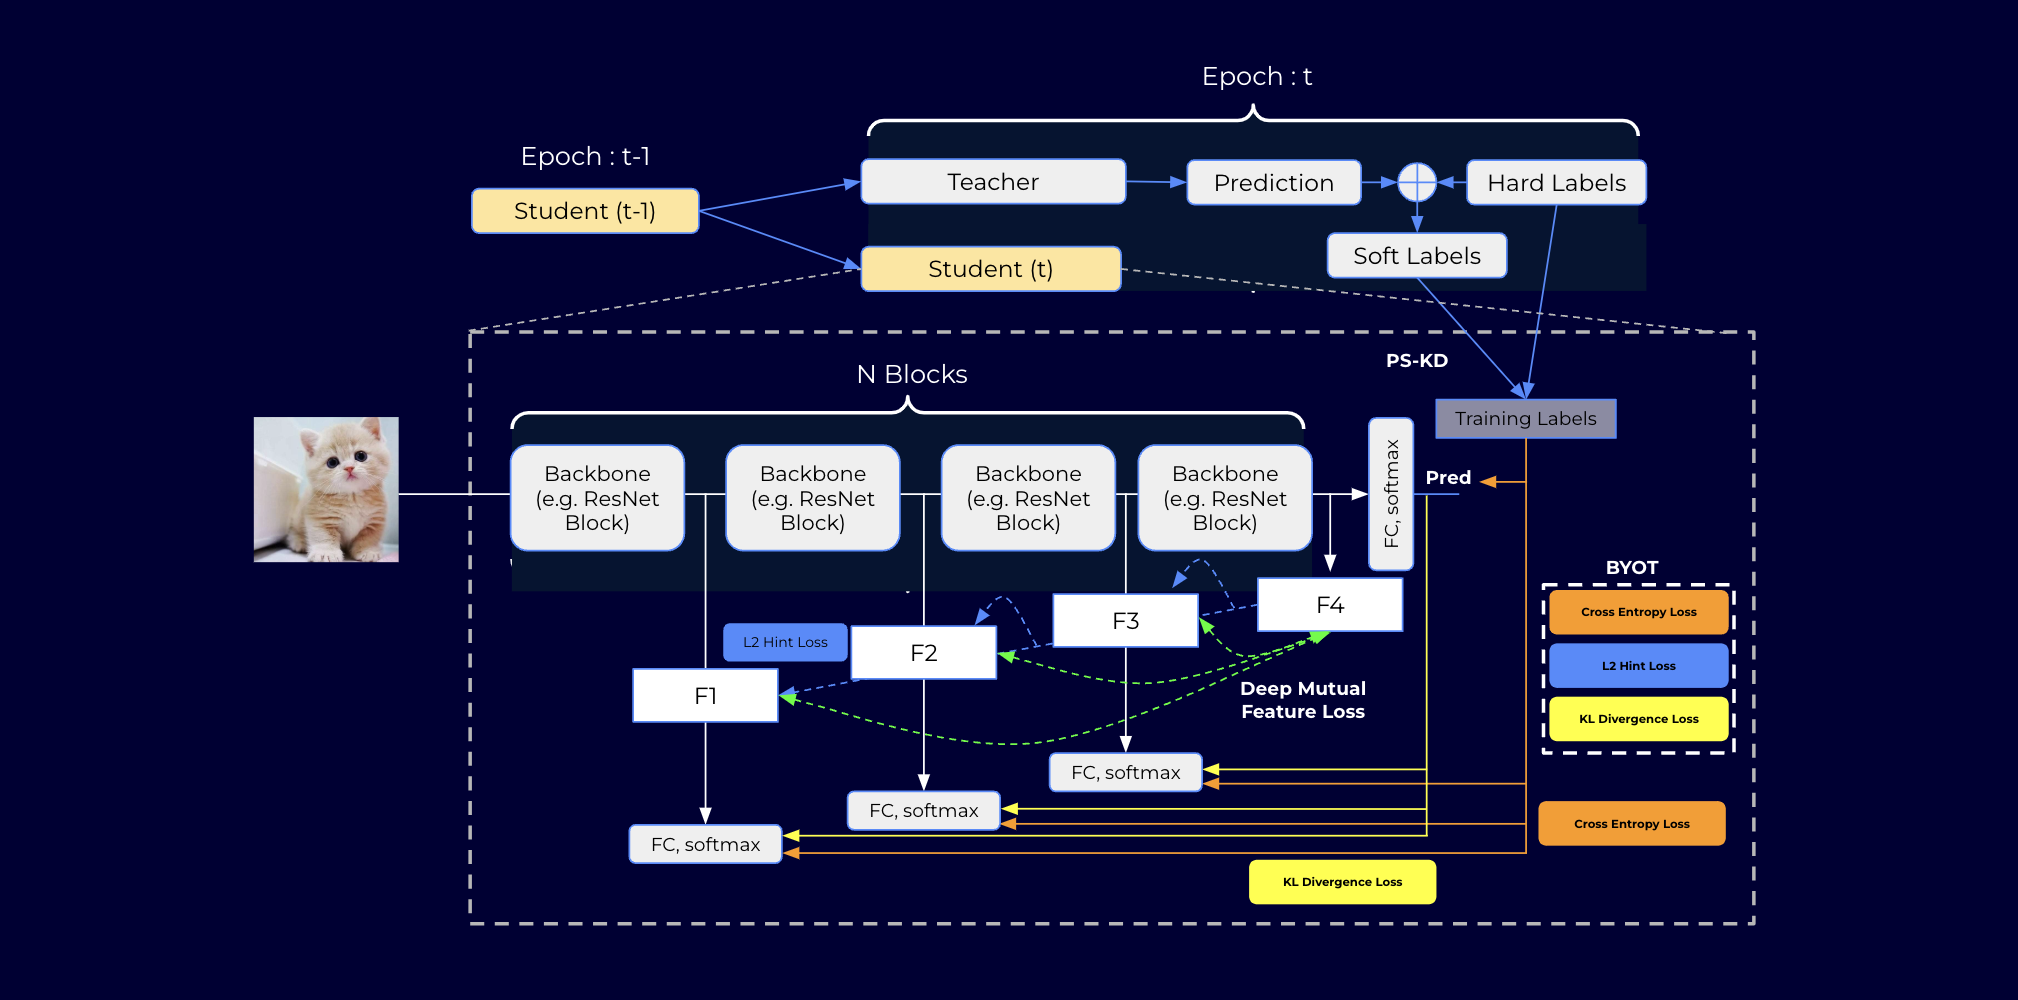 Epoch : t
Epoch : t-1
Student (t-1)
Teacher
Prediction
Hard Labels
Soft Labels
Student (t)
PS-KD
N Blocks
Training Labels
Backbone
(e.g. ResNet
Block)
Backbone
(e.g. ResNet
Block)
Backbone
(e.g. ResNet
Block)
Backbone
(e.g. ResNet
Block)
FC, softmax
Pred
BYOT
Cross Entropy Loss
L2 Hint Loss
KL Divergence Loss
F4
F3
L2 Hint Loss
F2
F1
Deep Mutual
Feature Loss
FC, softmax
FC, softmax
FC, softmax
Cross Entropy Loss
KL Divergence Loss